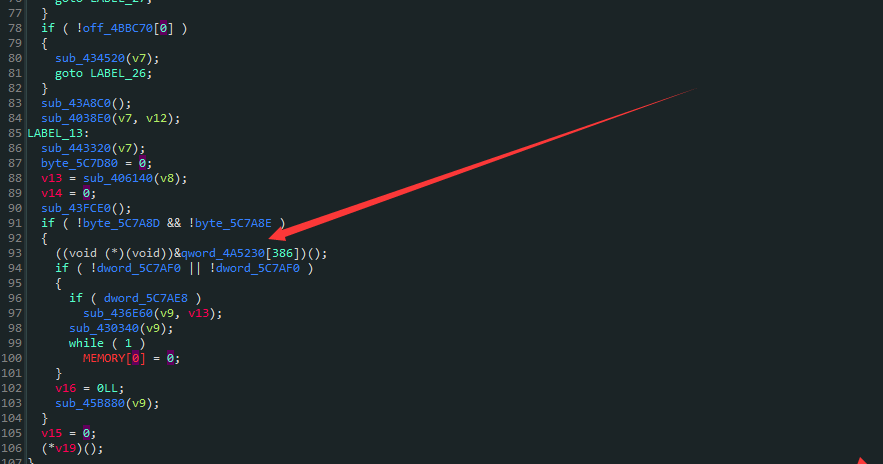 77 }
78 if ( !off_4BBC70[0] )
79 {
80 sub_434520(v7);
81 goto LABEL_26;
82 }
83 sub_43A8C0();
84 sub_4038E0(v7, v12);
85 LABEL_13:
86 sub_443320(v7);
87 byte_5C7D80 = 0;
88 v13 = sub_406140(v8);
89 v14 = 0;
90 sub_43FCE0();
91 if ( !byte_5C7A8D && !byte_5C7A8E )
92 {
93 ((void (*)(void))&qword_4A5230[386])();
94 if ( !dword_5C7AF0 || !dword_5C7AF0 )
95 {
96 if ( dword_5C7AE8 )
97 sub_436E60(v9, v13);
98 sub_430340(v9);
99 while ( 1 )
100 MEMORY[0] = 0;
101 }
102 v16 = 0LL;
103 sub_45B880(v9);
104 }
105 v15 = 0;
106 (*v19)();
107 }